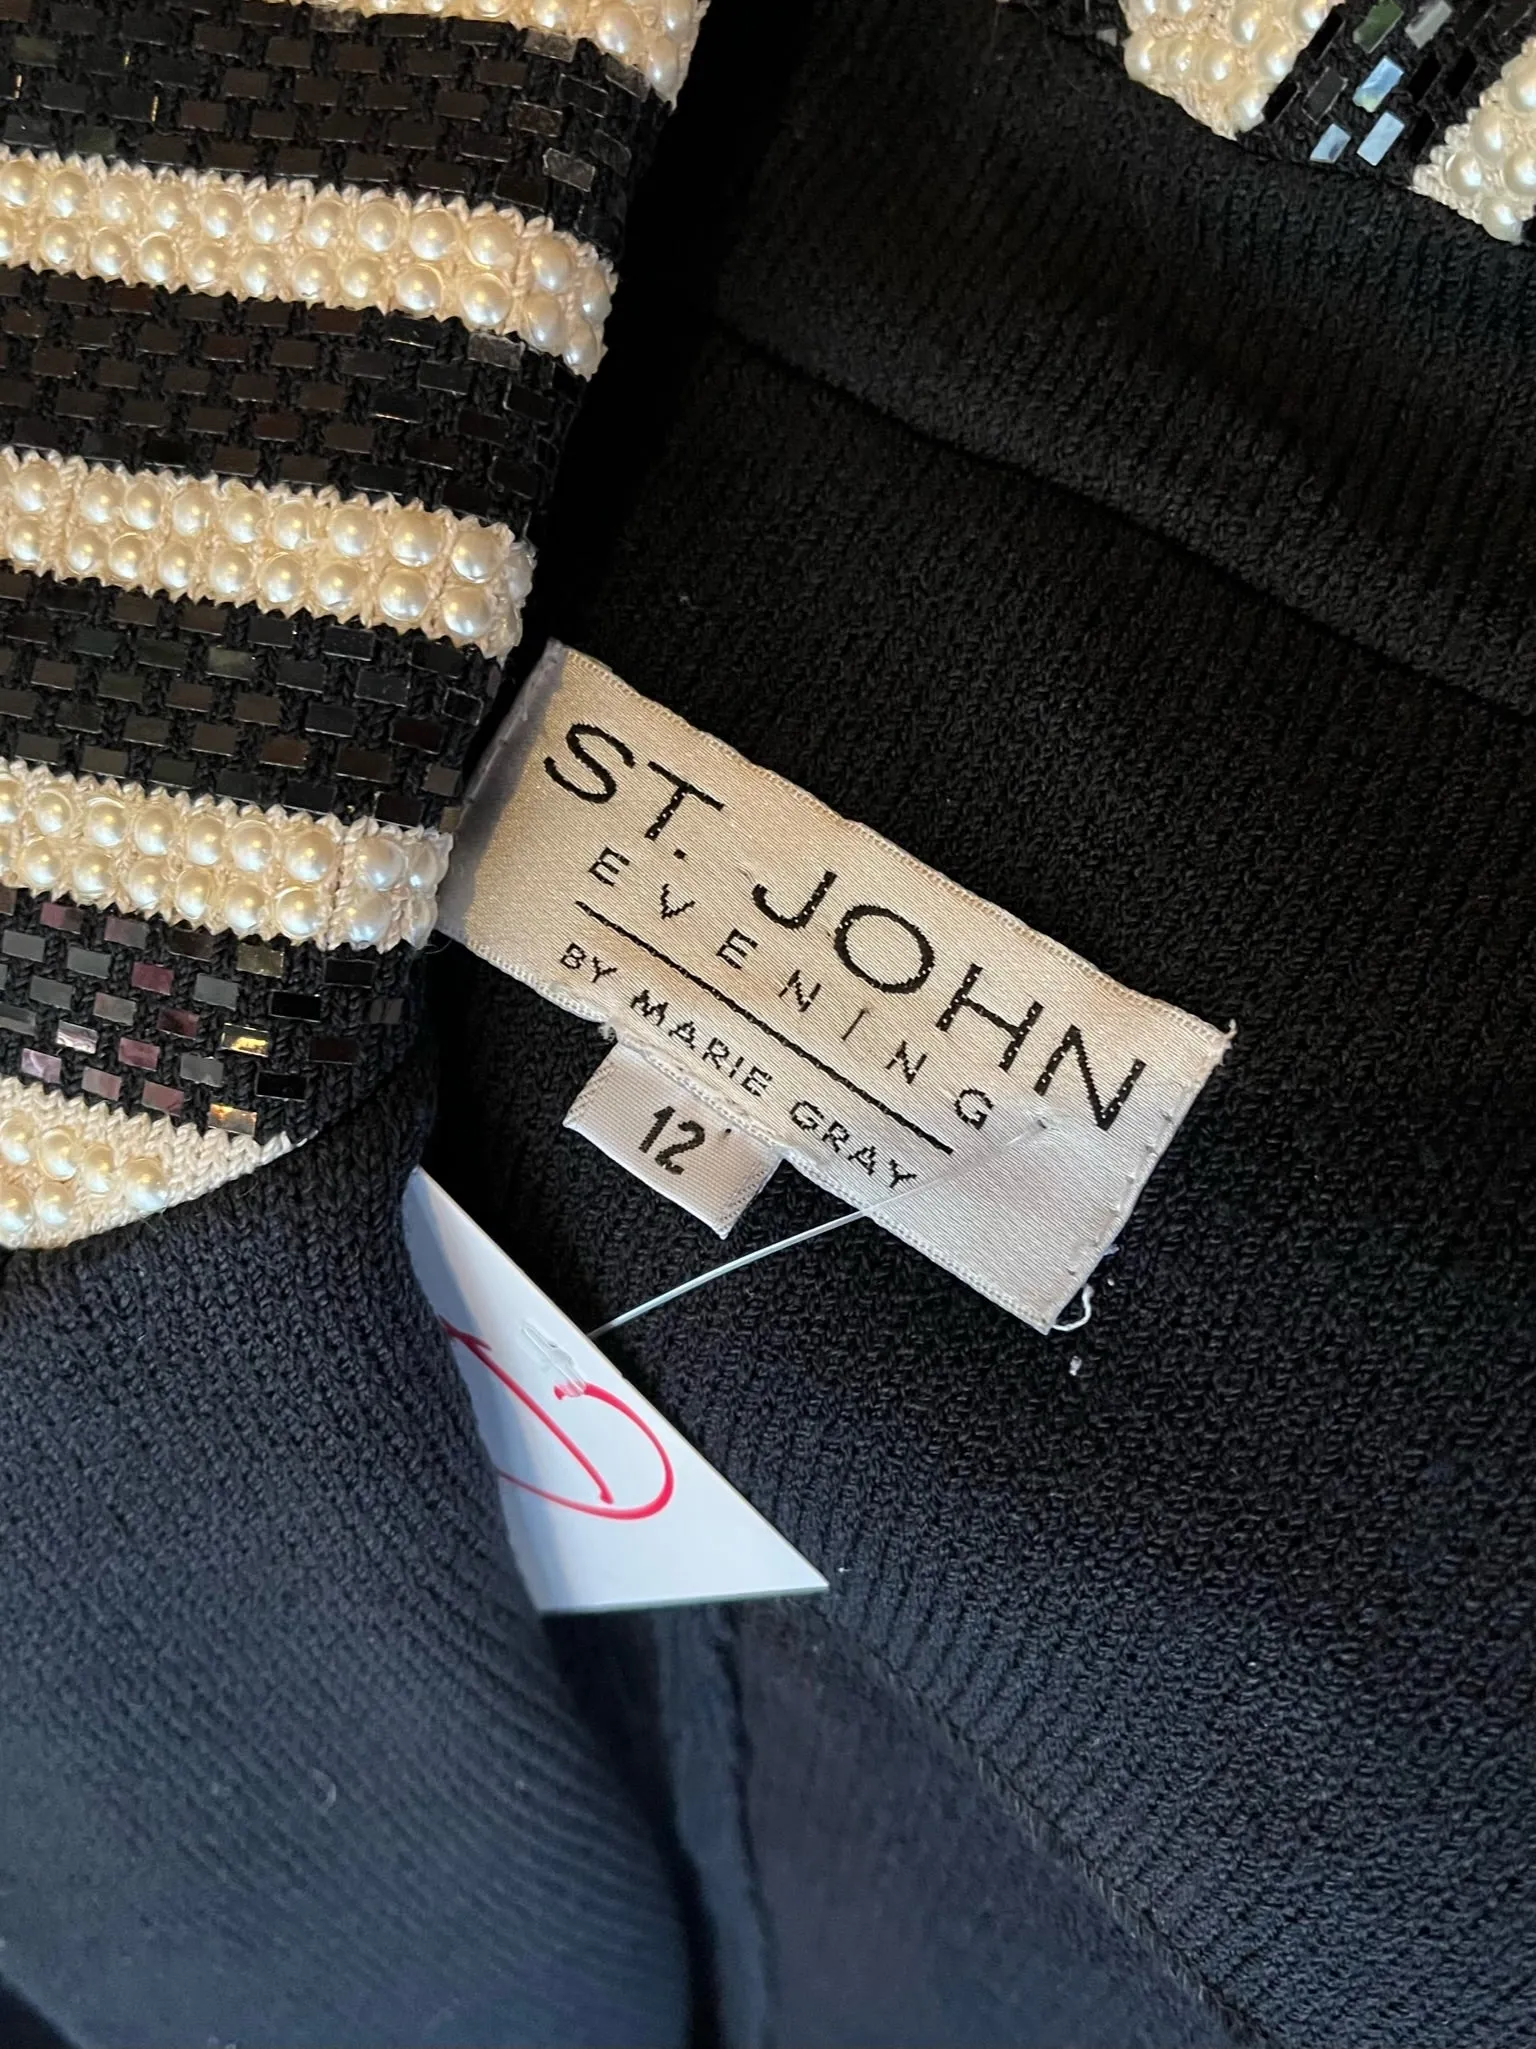 ST. JOHN
EVENING
BY MARIE GRAY
12